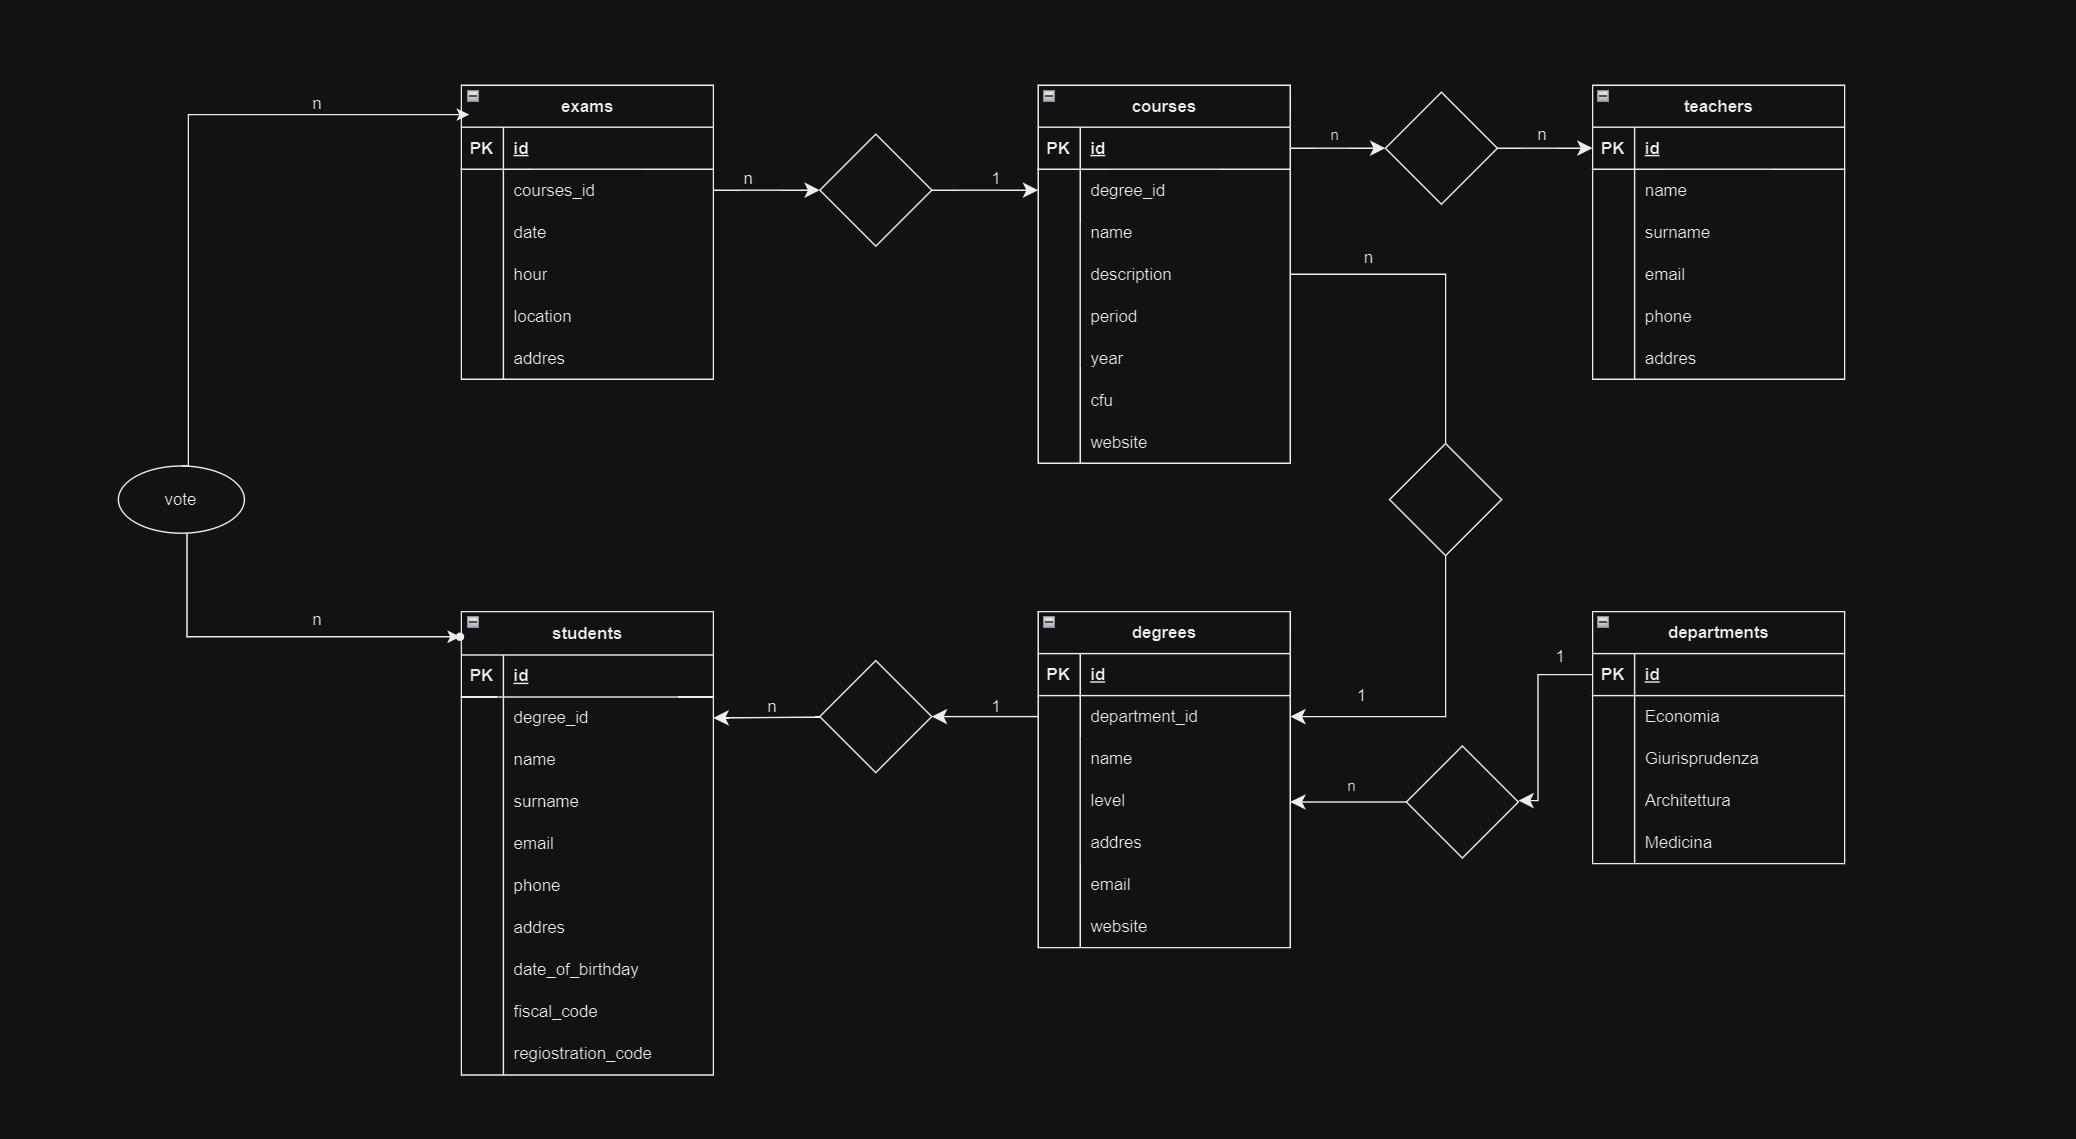 n
exams
PK id
courses_id
date
hour
location
addres
n
1
courses
PK id
degree_id
name
description
period
year
cfu
website
n
n
teachers
PK id
name
surname
email
phone
addres
n
vote
n
students
PK id
degree_id
name
surname
email
phone
addres
date_of_birthday
fiscal_code
regiostration_code
n
1
degrees
PK id
department_id
name
level
addres
email
website
1
n
1
departments
PK id
Economia
Giurisprudenza
Architettura
Medicina